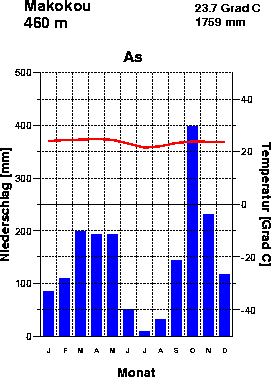 Makokou
460 m
23.7 Grad C
1759 mm
As
500
400
300
200
100
0
40
20
0
-20
-40
Niederschlag [mm]
Temperatur [Grad C]
J F M A M J J A S O N D
Monat